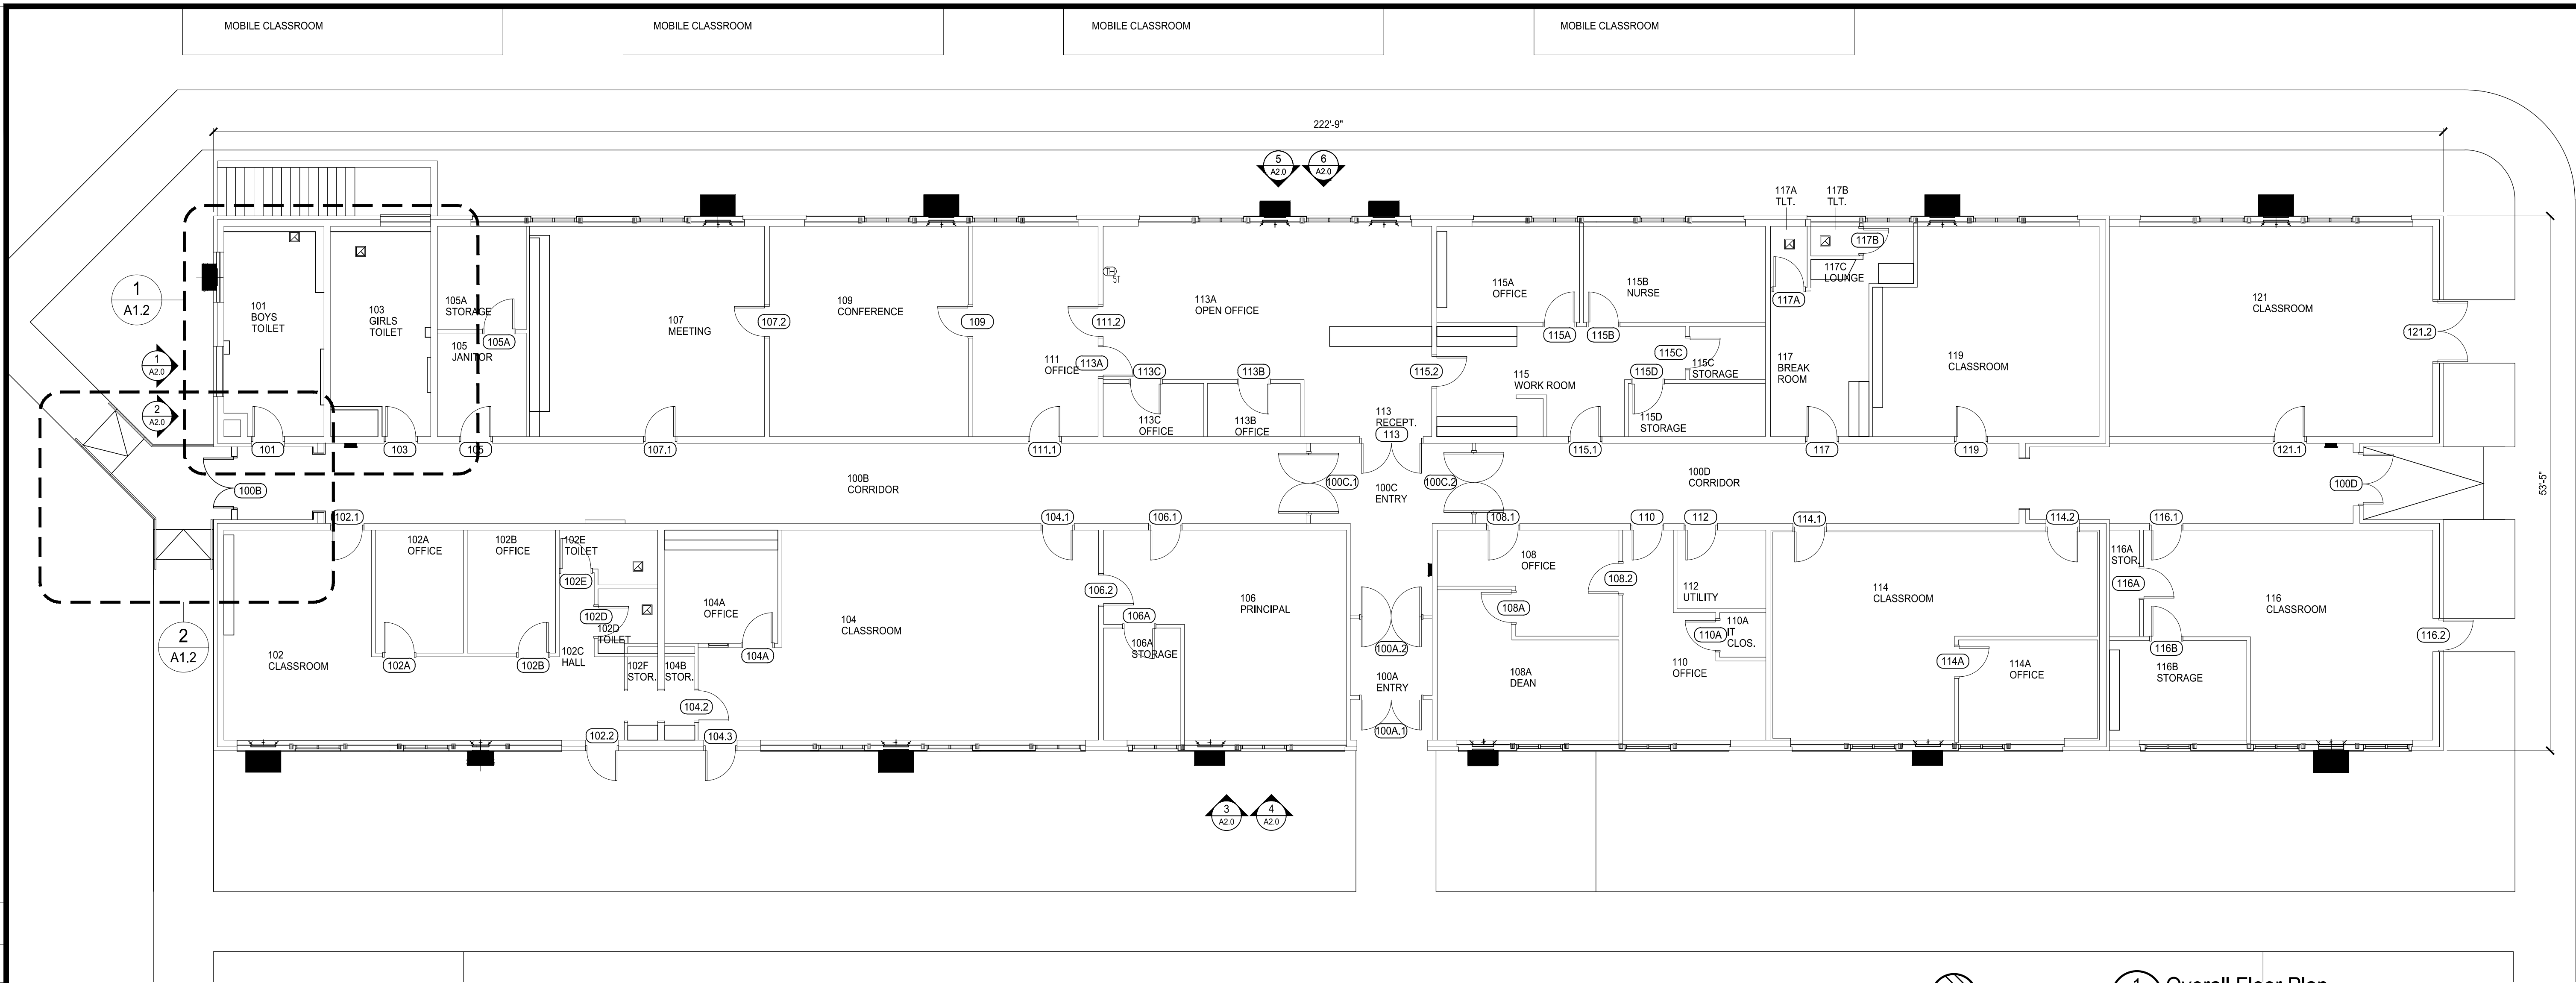 MOBILE CLASSROOM
MOBILE CLASSROOM
MOBILE CLASSROOM
MOBILE CLASSROOM
222'-9"
5
A2.0
6
A2.0
117A
TLT.
117B
TLT.
1
A1.2
101
BOYS
TOILET
103
GIRLS
TOILET
105A
STORAGE
105A
105
JANITOR
107
MEETING
107.2
109
CONFERENCE
109
111
OFFICE
111.2
113A
TH
ST
113A
OPEN OFFICE
113C
113B
113C
OFFICE
113B
OFFICE
113
RECEPT.
113
115.2
115A
OFFICE
115B
NURSE
115A
115B
115C
115C
STORAGE
115D
115
WORK ROOM
115D
STORAGE
117A
117B
117C
LOUNGE
117
BREAK
ROOM
119
CLASSROOM
121
CLASSROOM
121.2
1
A2.0
2
A2.0
101
103
105
107.1
111.1
115.1
117
119
121.1
100B
100B
CORRIDOR
100C.1
100C
ENTRY
100C.2
100D
CORRIDOR
100D
53'-5"
102.1
104.1
106.1
108.1
110
112
114.1
114.2
116.1
102A
OFFICE
102B
OFFICE
102E
TOILET
102E
102D
102D
TOILET
102C
HALL
102
CLASSROOM
102A
102B
102F
STOR.
104B
STOR.
104A
OFFICE
104A
104
CLASSROOM
104.2
102.2
104.3
106.2
106A
106A
STORAGE
106
PRINCIPAL
100A.2
100A
ENTRY
100A.1
108
OFFICE
108.2
108A
108A
DEAN
112
UTILITY
110A
110A
IT
CLOS.
110
OFFICE
114
CLASSROOM
114A
114A
OFFICE
116A
STOR.
116A
116B
116B
STORAGE
116
CLASSROOM
116.2
2
A1.2
3
A2.0
4
A2.0
1
Overall Floor Plan